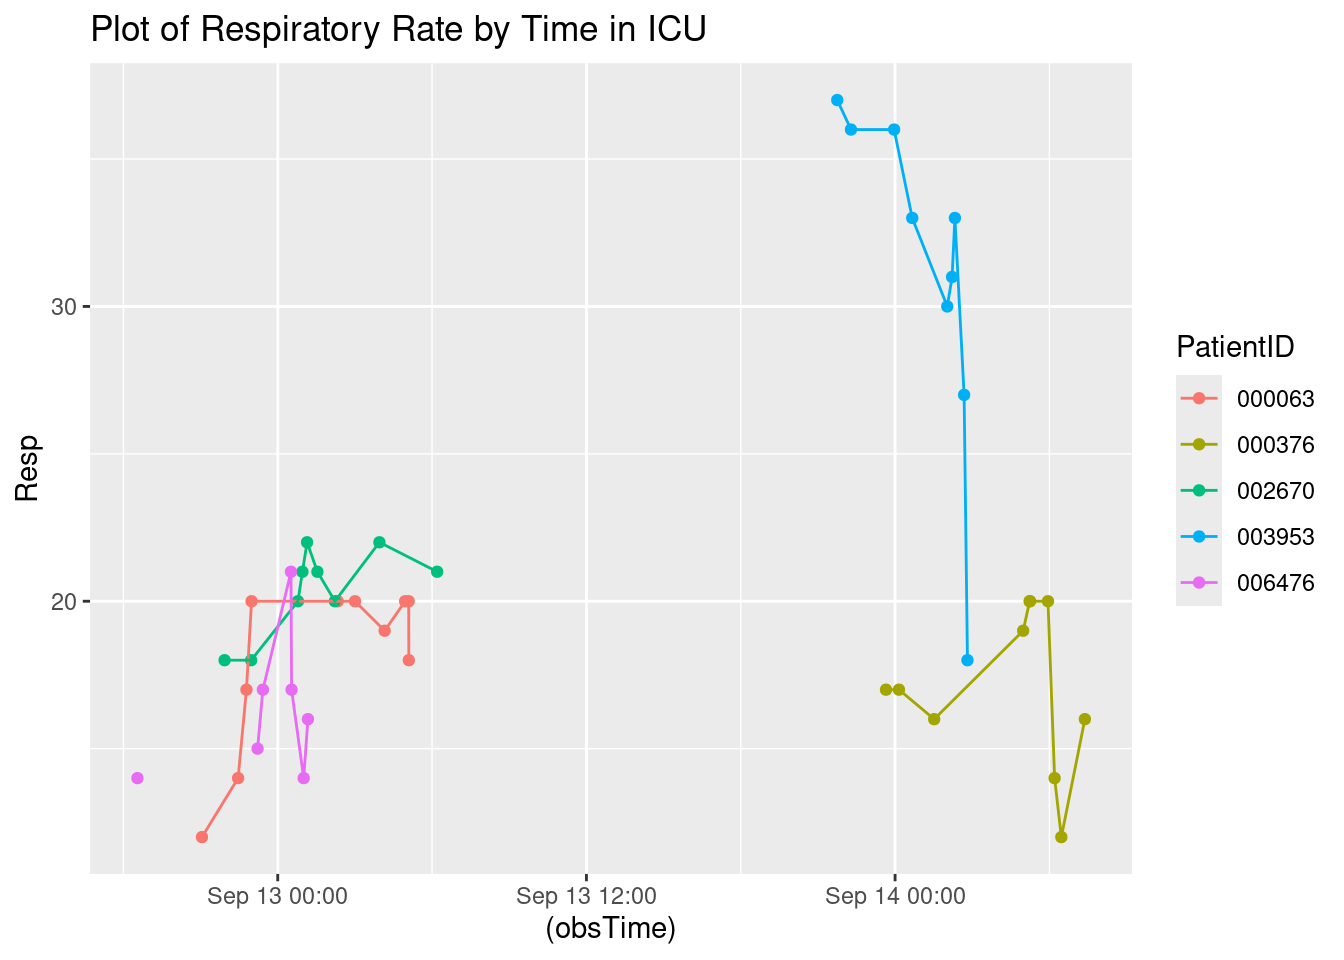 Plot of Respiratory Rate by Time in ICU
30
20
Resp
Sep 13 00:00
Sep 13 12:00
Sep 14 00:00
(obsTime)
PatientID
000063
000376
002670
003953
006476